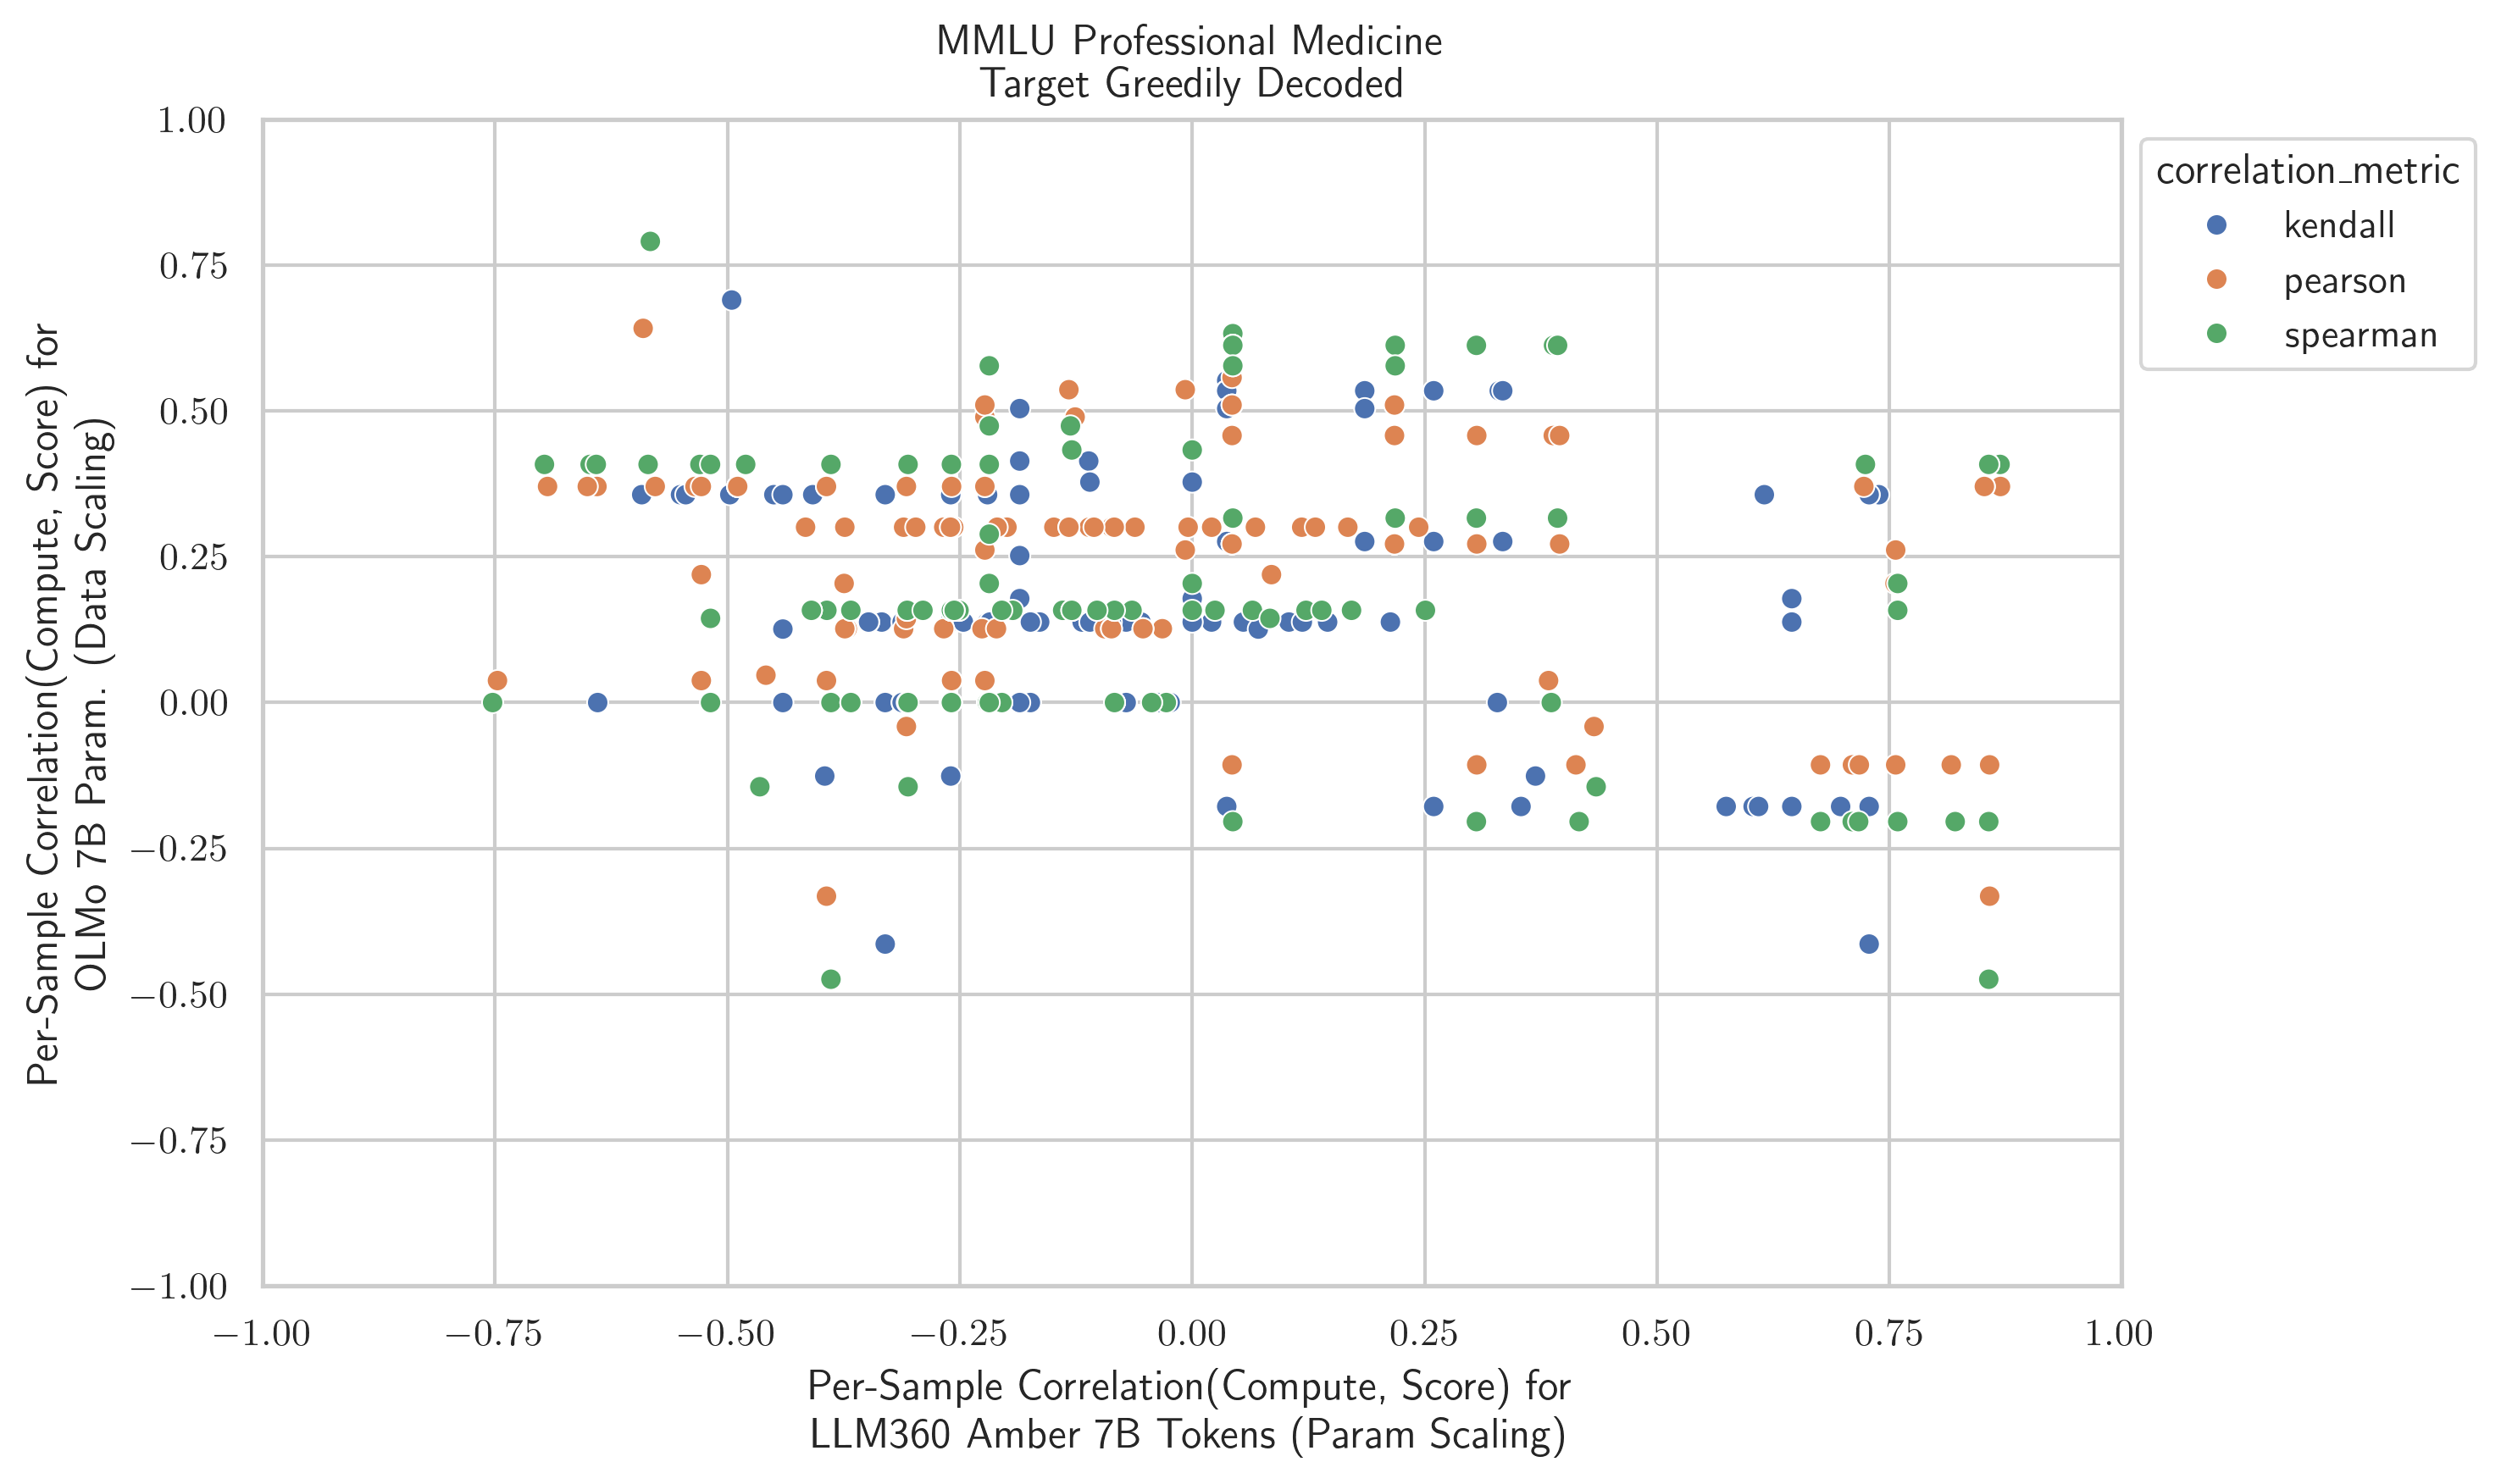 MMLU Professional Medicine
Target Greedily Decoded
Per-Sample Correlation(Compute, Score) for
OLMo 7B Param. (Data Scaling)
1.00
0.75
0.50
0.25
0.00
−0.25
−0.50
−0.75
−1.00
correlation_metric
kendall
pearson
spearman
−1.00
−0.75
−0.50
−0.25
0.00
0.25
0.50
0.75
1.00
Per-Sample Correlation(Compute, Score) for
LLM360 Amber 7B Tokens (Param Scaling)